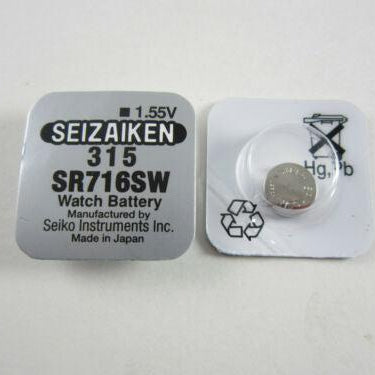 ■ 1.55V
SEIZAIKEN
315
SR716SW
Watch Battery
Manufactured by
Seiko Instruments Inc.
Made in Japan
Hg,Pb